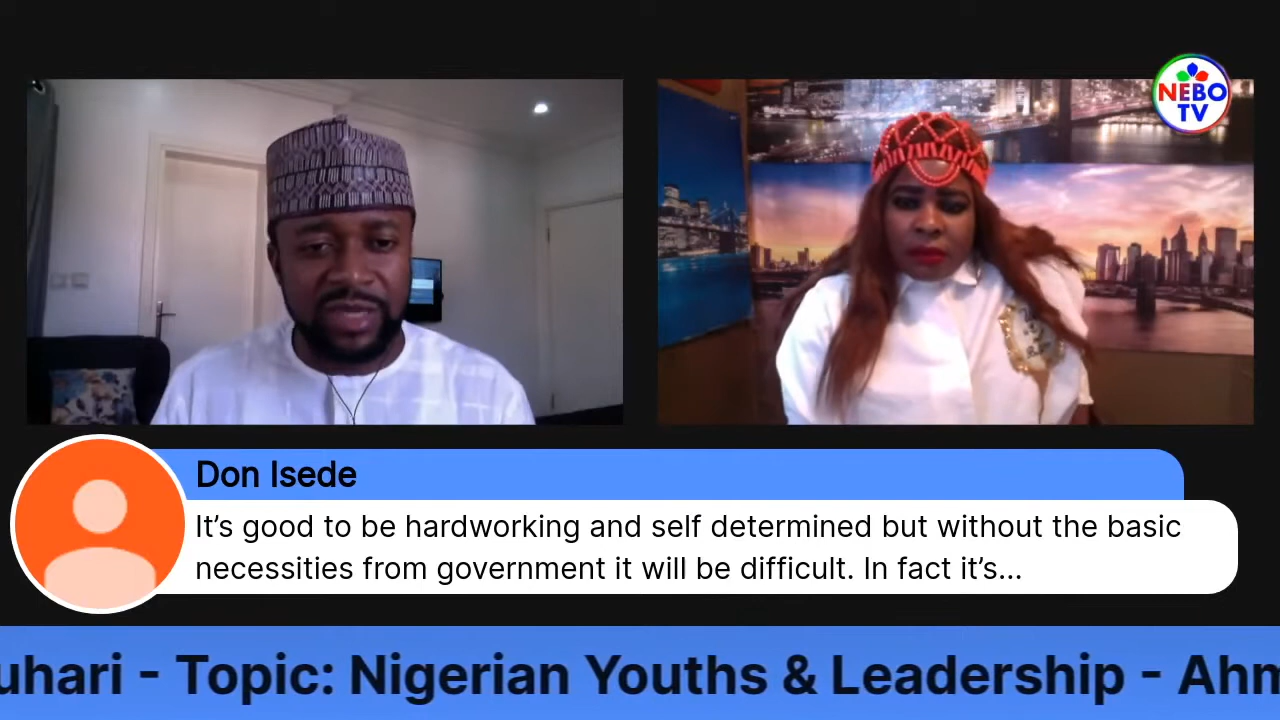 NEBO
TV
Don Isede
It’s good to be hardworking and self determined but without the basic
necessities from government it will be difficult. In fact it’s...
uhari - Topic: Nigerian Youths & Leadership - Ahm